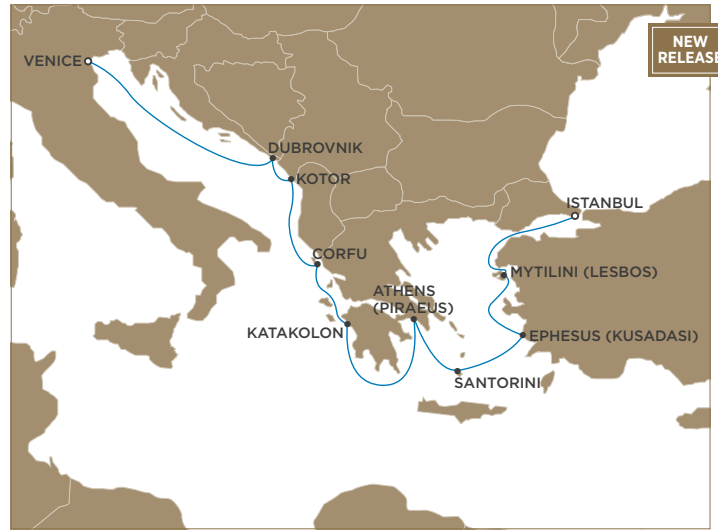 NEW
RELEASE
VENICE
DUBROVNIK
KOTOR
ISTANBUL
CORFU
MYTILINI (LESBOS)
ATHENS
(PIRAEUS)
KATAKOLON
EPHESUS (KUSADASI)
SANTORINI